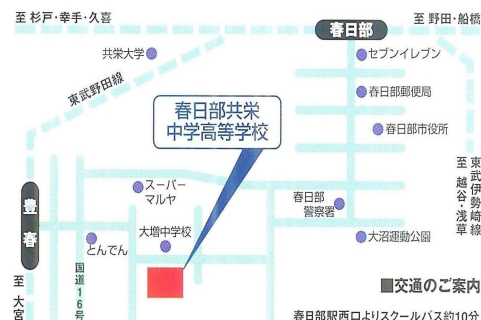 至 杉戸・幸手・久喜
至 野田・船橋
春日部
共栄大学
セブンイレブン
東武野田線
春日部郵便局
春日部共栄
中学高等学校
春日部市役所
東武伊勢崎線
至 越谷・浅草
スーパー
マルヤ
春日部
警察署
豊春
大増中学校
大沼運動公園
とんでん
国道16号
至 大宮
■交通のご案内
春日部駅西口よりスクールバス約10分